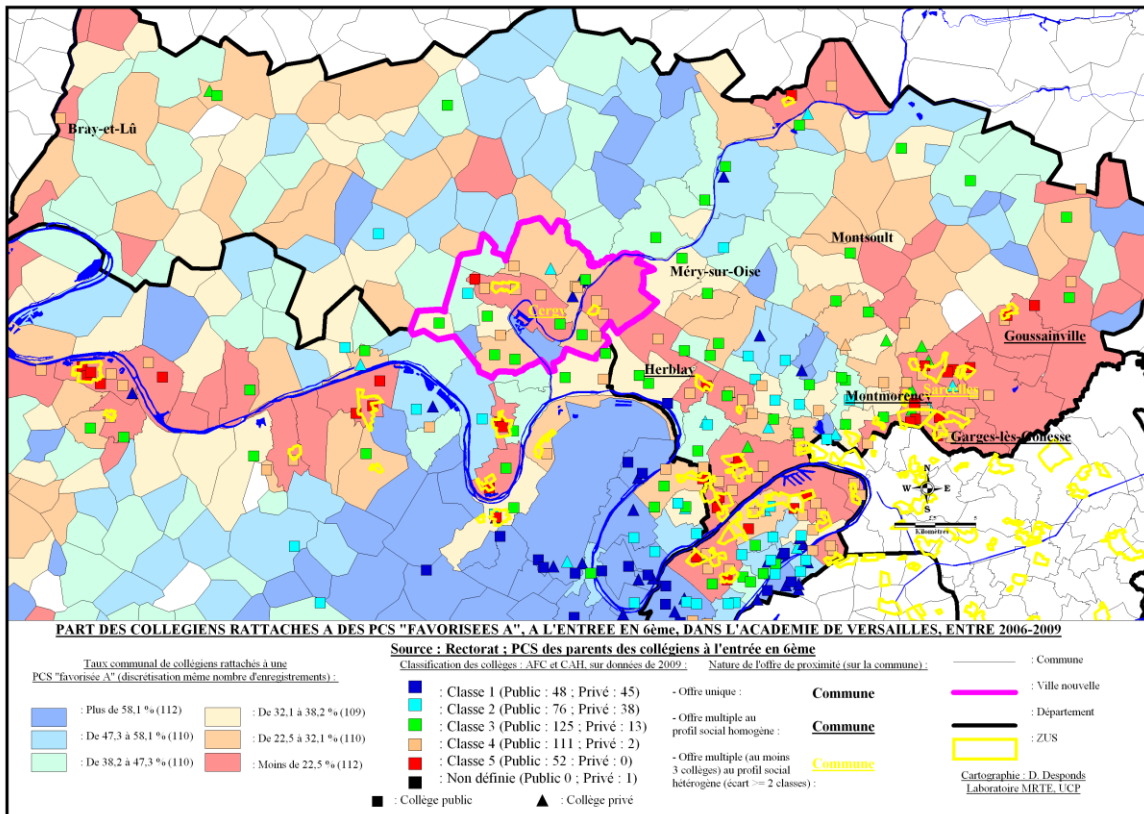 Bray-et-Lû
Montsoult
Méry-sur-Oise
Cergy
Goussainville
Herblay
Sarcelles
Montmorency
Garges-lès-Gonesse
N
W E
S
Kilomètres
PART DES COLLEGIENS RATTACHES A DES PCS "FAVORISEES A", A L'ENTREE EN 6ème, DANS L'ACADEMIE DE VERSAILLES, ENTRE 2006-2009
Source : Rectorat ; PCS des parents des collégiens à l'entrée en 6ème
Taux communal de collégiens rattachés à une
PCS "favorisée A" (discrétisation même nombre d'enregistrements) :
: Plus de 58,1 % (112)
: De 47,3 à 58,1 % (110)
: De 38,2 à 47,3 % (110)
: De 32,1 à 38,2 % (109)
: De 22,5 à 32,1 % (110)
: Moins de 22,5 % (112)
Classification des collèges : AFC et CAH, sur données de 2009 :
: Classe 1 (Public : 48 ; Privé : 45)
: Classe 2 (Public : 76 ; Privé : 38)
: Classe 3 (Public : 125 ; Privé : 13)
: Classe 4 (Public : 111 ; Privé : 2)
: Classe 5 (Public : 52 ; Privé : 0)
: Non définie (Public 0 ; Privé : 1)
: Collège public : Collège privé
Nature de l'offre de proximité (sur la commune) :
- Offre unique : Commune
- Offre multiple au
profil social homogène : Commune
- Offre multiple (au moins
3 collèges) au profil social
hétérogène (écart >= 2 classes) : Commune
: Commune
: Ville nouvelle
: Département
: ZUS
Cartographie : D. Desponds
Laboratoire MRTE, UCP